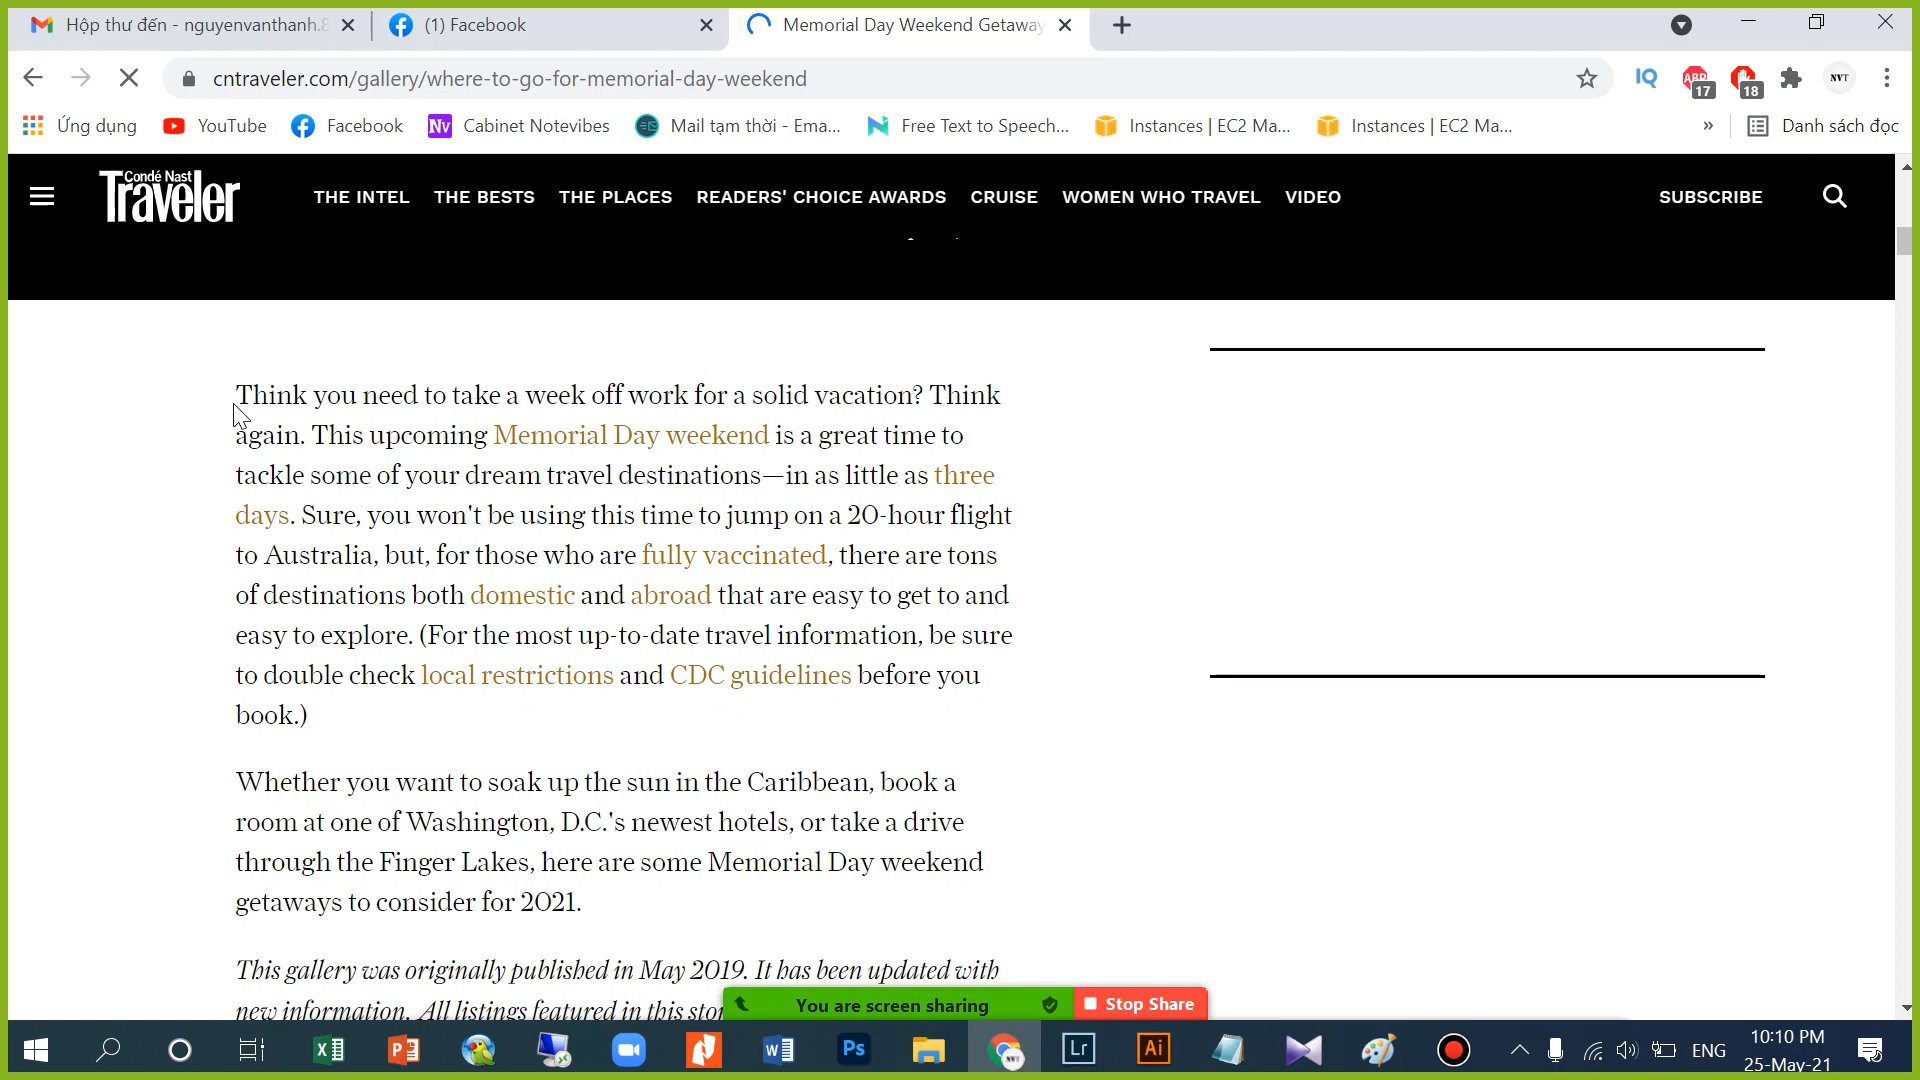 Hộp thư đến - nguyenvanthanh.8
(1) Facebook
Memorial Day Weekend Getaway
cntraveler.com/gallery/where-to-go-for-memorial-day-weekend
IQ
ABP
17
18
NVT
Ứng dụng
YouTube
Facebook
Nv
Cabinet Notevibes
Mail tạm thời - Ema...
Free Text to Speech...
Instances | EC2 Ma...
Instances | EC2 Ma...
»
Danh sách đọc
Condé Nast
Traveler
THE INTEL
THE BESTS
THE PLACES
READERS' CHOICE AWARDS
CRUISE
WOMEN WHO TRAVEL
VIDEO
SUBSCRIBE
Think you need to take a week off work for a solid vacation? Think
again. This upcoming Memorial Day weekend is a great time to
tackle some of your dream travel destinations—in as little as three
days. Sure, you won't be using this time to jump on a 20-hour flight
to Australia, but, for those who are fully vaccinated, there are tons
of destinations both domestic and abroad that are easy to get to and
easy to explore. (For the most up-to-date travel information, be sure
to double check local restrictions and CDC guidelines before you
book.)
Whether you want to soak up the sun in the Caribbean, book a
room at one of Washington, D.C.'s newest hotels, or take a drive
through the Finger Lakes, here are some Memorial Day weekend
getaways to consider for 2021.
This gallery was originally published in May 2019. It has been updated with
new information. All listings featured in this stor
You are screen sharing
Stop Share
Ps
NVT
Lr
Ai
ENG
10:10 PM
25-May-21